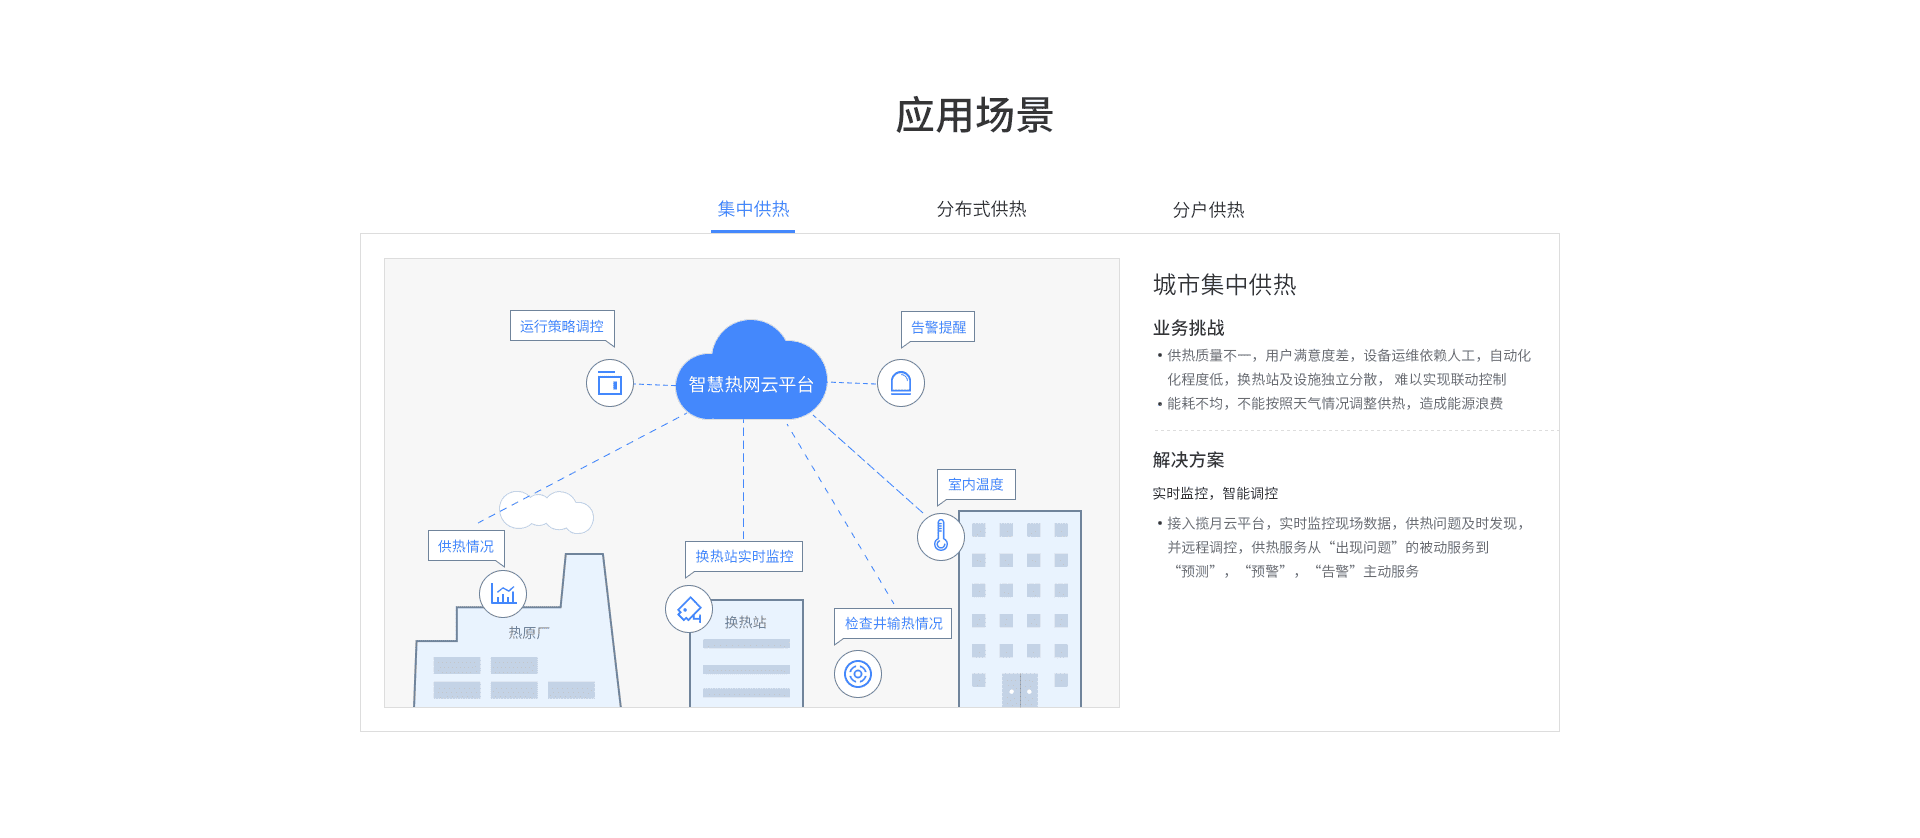 应用场景
集中供热
分布式供热
分户供热
运行策略调控
告警提醒
智慧热网云平台
室内温度
供热情况
换热站实时监控
热原厂
换热站
检查井输热情况
城市集中供热
业务挑战
• 供热质量不一，用户满意度差，设备运维依赖人工，自动化
化程度低，换热站及设施独立分散， 难以实现联动控制
• 能耗不均，不能按照天气情况调整供热，造成能源浪费
解决方案
实时监控，智能调控
• 接入揽月云平台，实时监控现场数据，供热问题及时发现，
并远程调控，供热服务从“出现问题”的被动服务到
“预测”，“预警”，“告警”主动服务